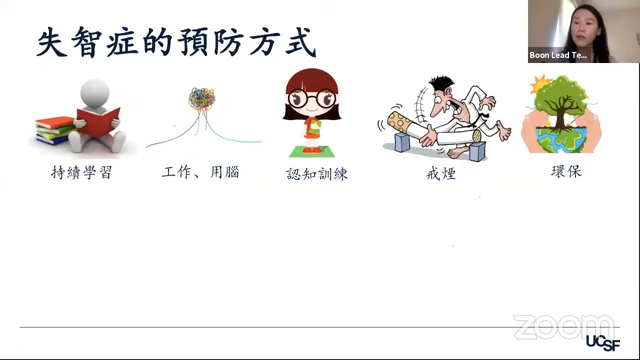 失智症的預防方式
Boon Lead Te...
持續學習
工作、用腦
認知訓練
戒煙
環保
zoom
UCSF